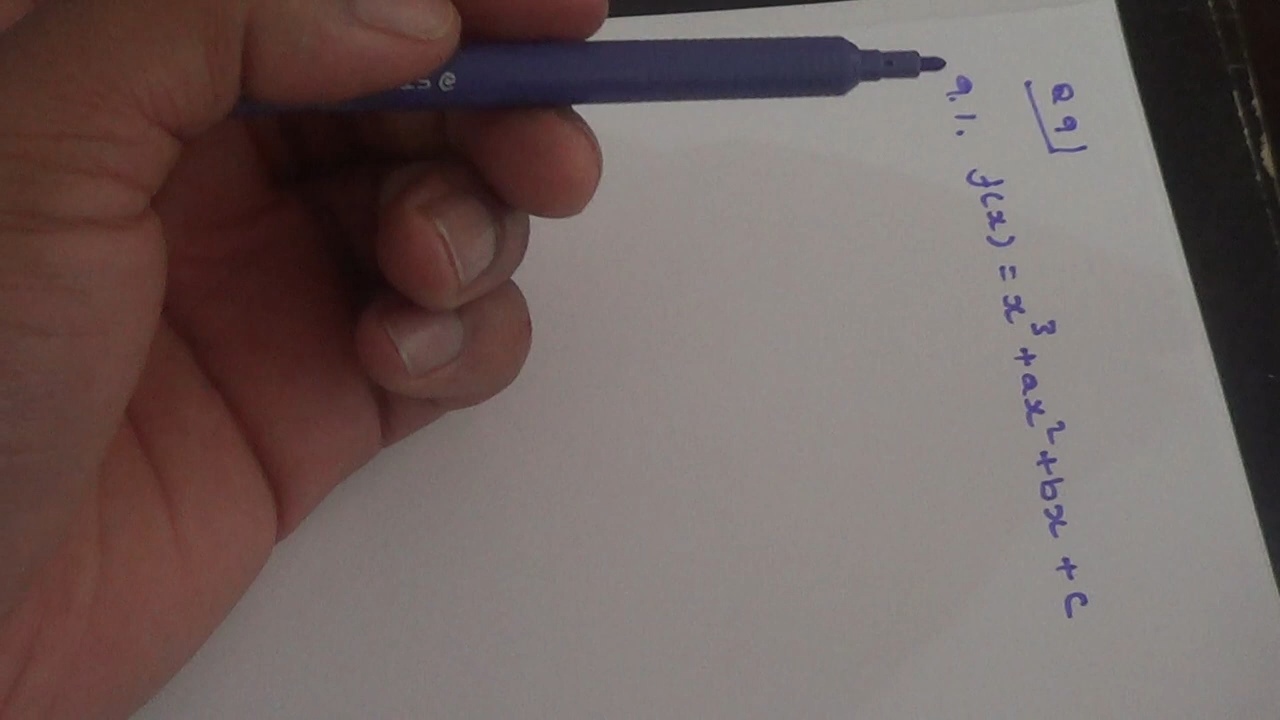 Q9
9.1. f(x) = x³ + ax² + bx + c